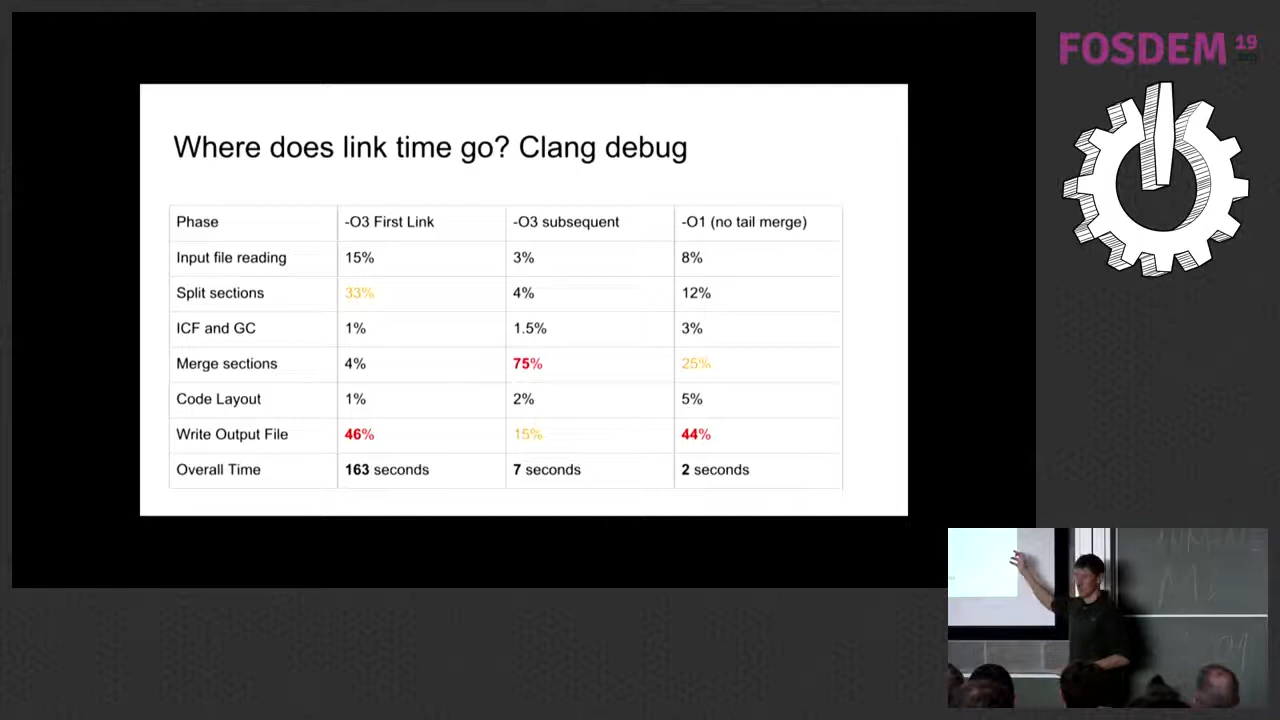 FOSDEM 19
Where does link time go? Clang debug
Phase -O3 First Link -O3 subsequent -O1 (no tail merge)
Input file reading 15% 3% 8%
Split sections 33% 4% 12%
ICF and GC 1% 1.5% 3%
Merge sections 4% 75% 25%
Code Layout 1% 2% 5%
Write Output File 46% 15% 44%
Overall Time 163 seconds 7 seconds 2 seconds